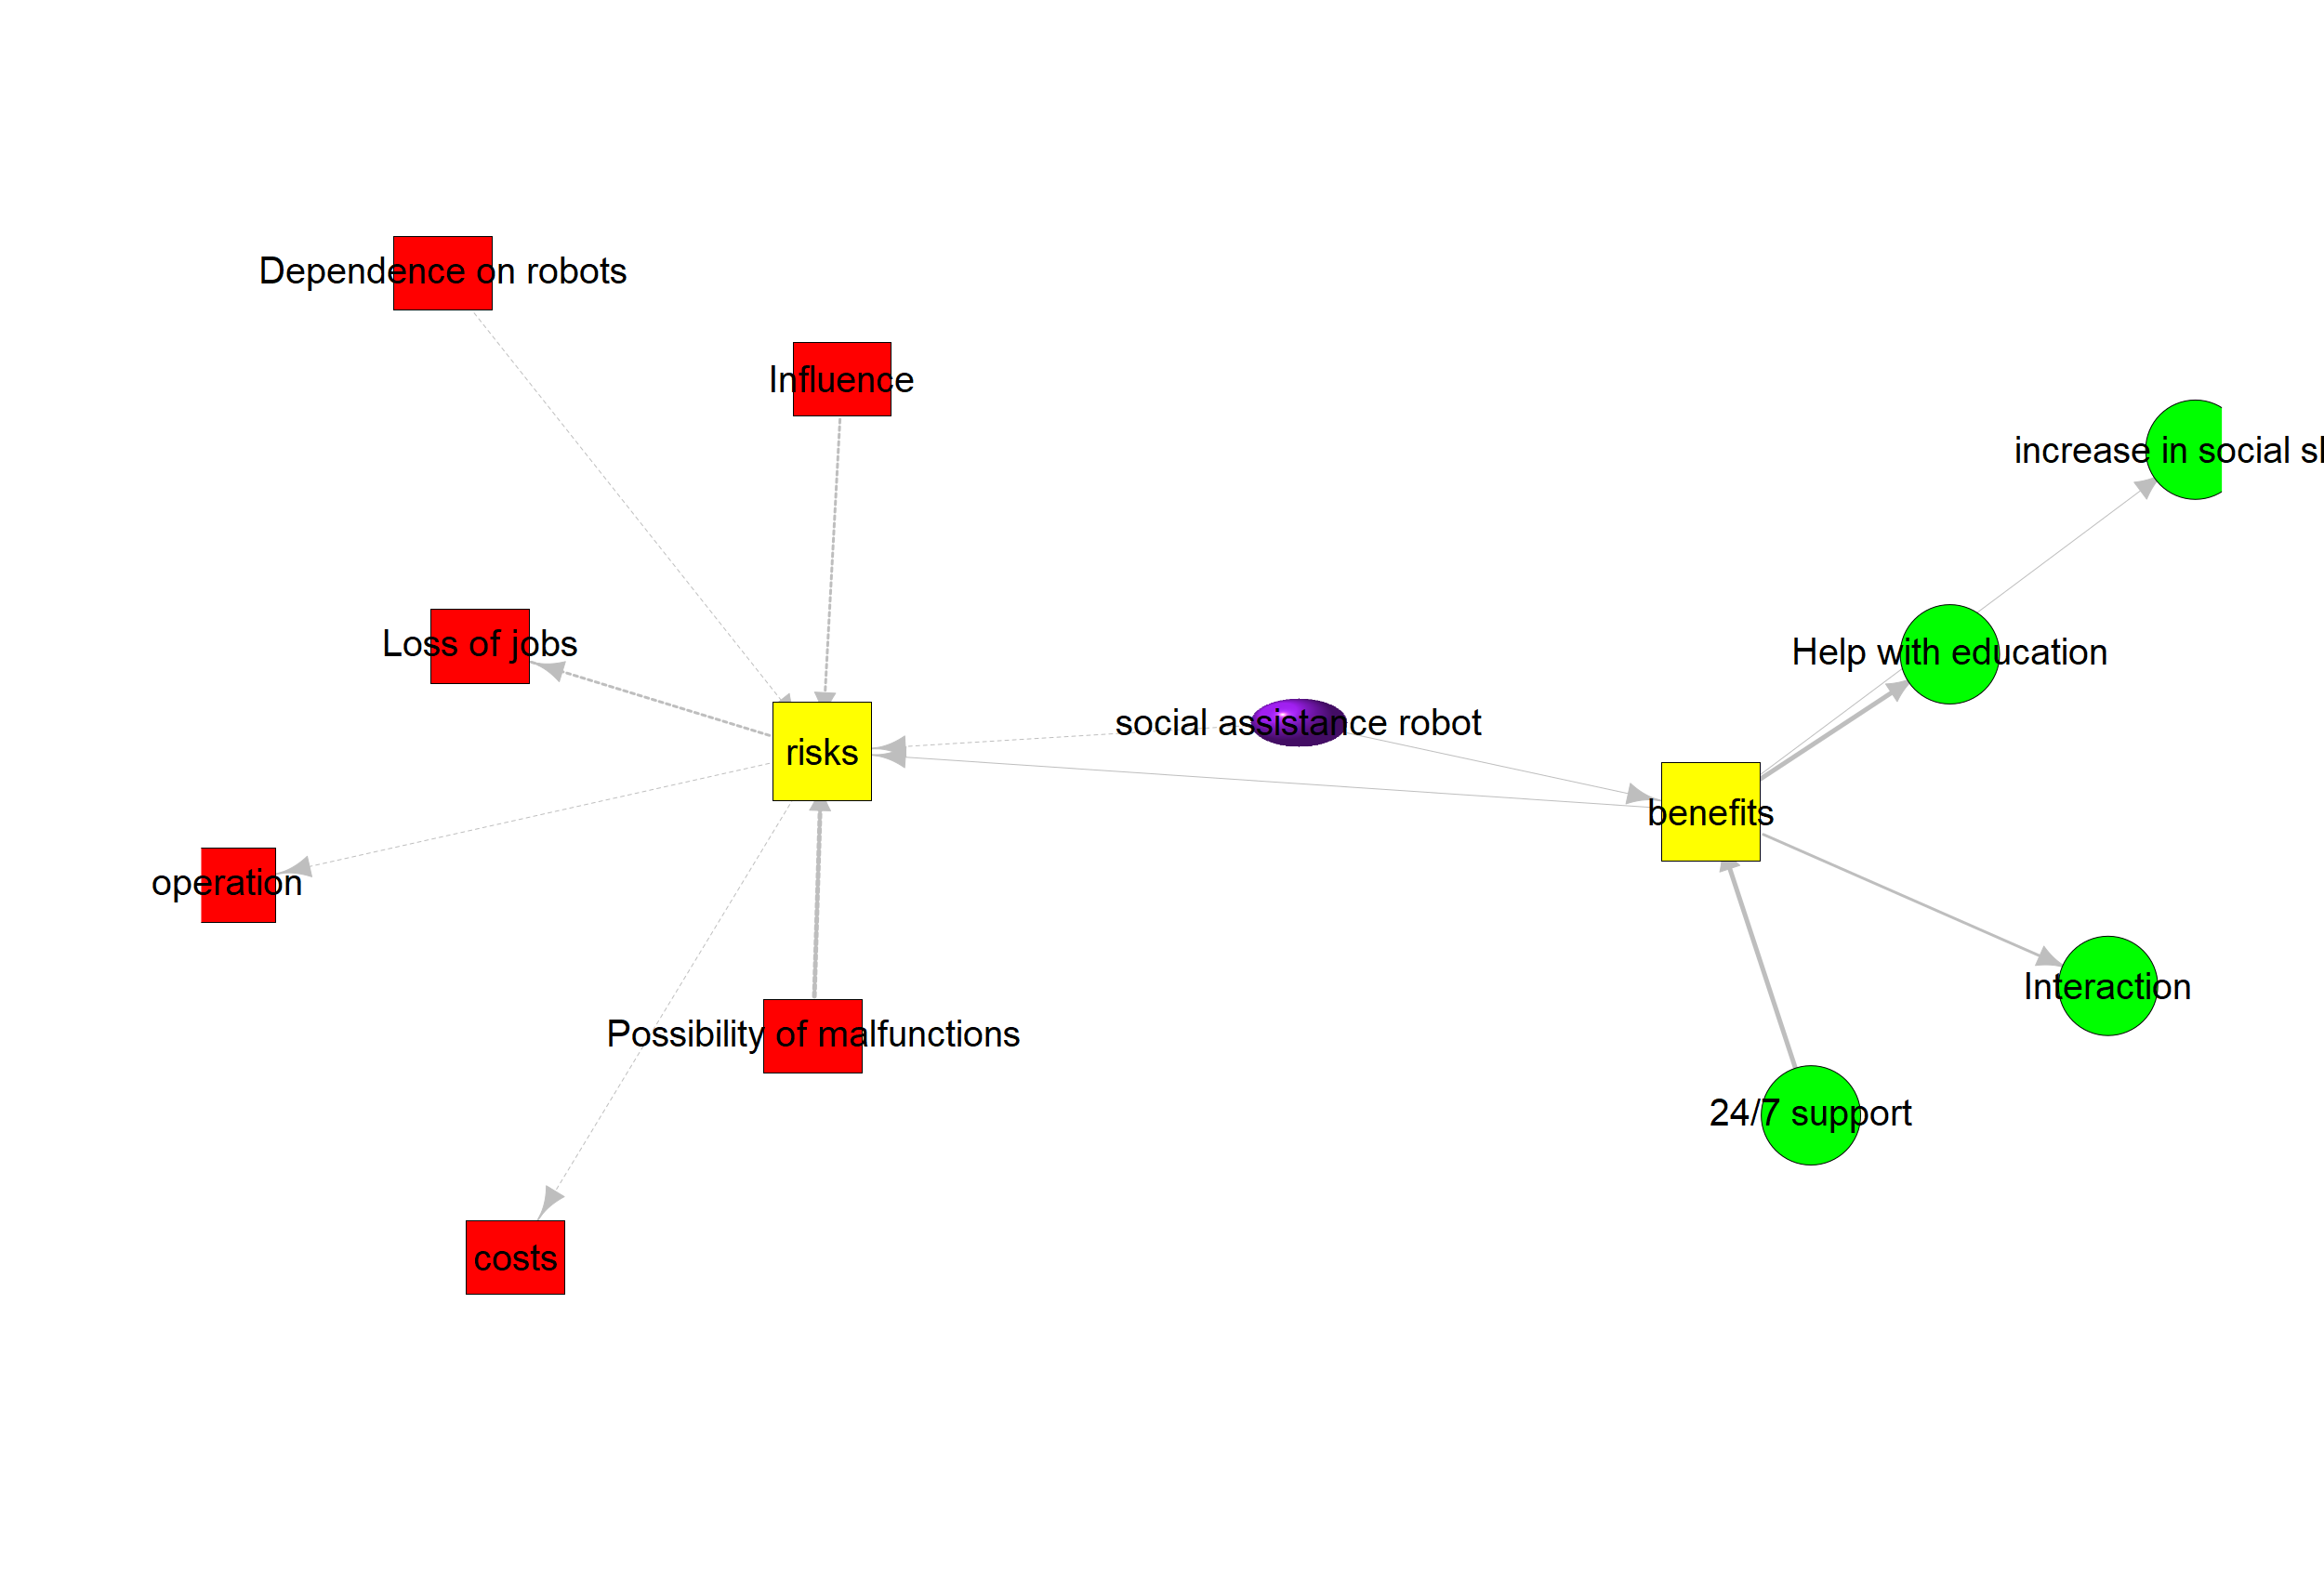 Dependence on robots
Influence
increase in social
Loss of jobs
Help with education
social assistance robot
risks
benefits
operation
Interaction
Possibility of malfunctions
24/7 support
costs